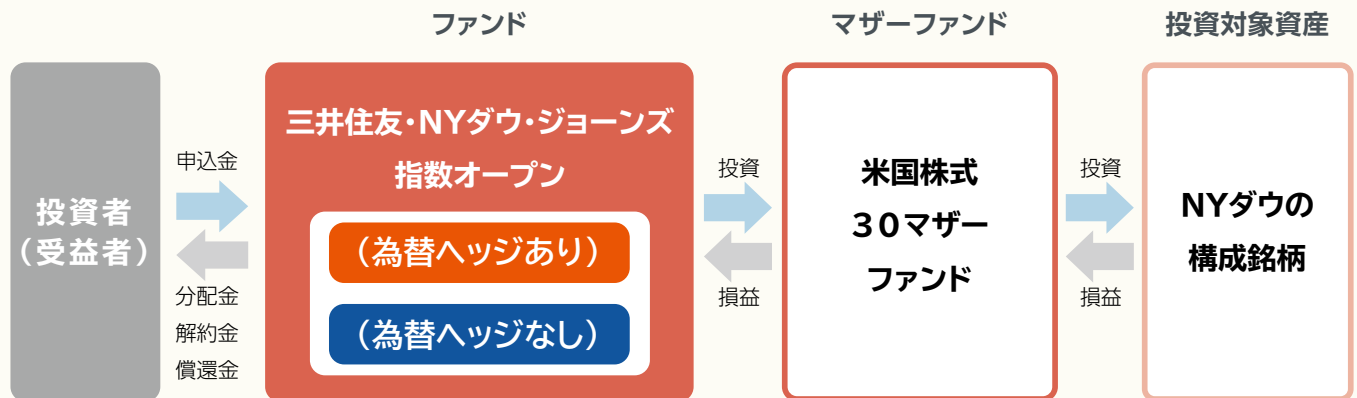 ファンド
マザーファンド
投資対象資産
投資者
（受益者）
申込金
分配金
解約金
償還金
三井住友・NYダウ・ジョーンズ
指数オープン
（為替ヘッジあり）
（為替ヘッジなし）
投資
損益
米国株式
３０マザー
ファンド
投資
損益
NYダウの
構成銘柄